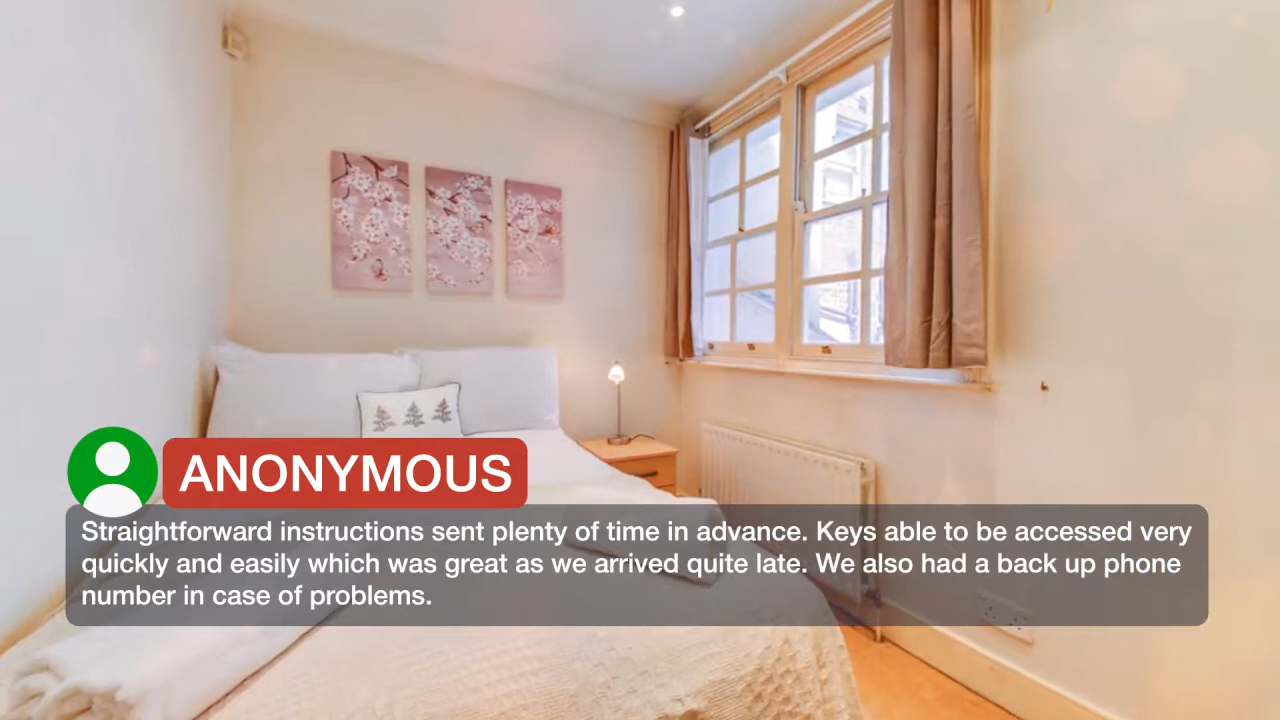 ANONYMOUS
Straightforward instructions sent plenty of time in advance. Keys able to be accessed very
quickly and easily which was great as we arrived quite late. We also had a back up phone
number in case of problems.